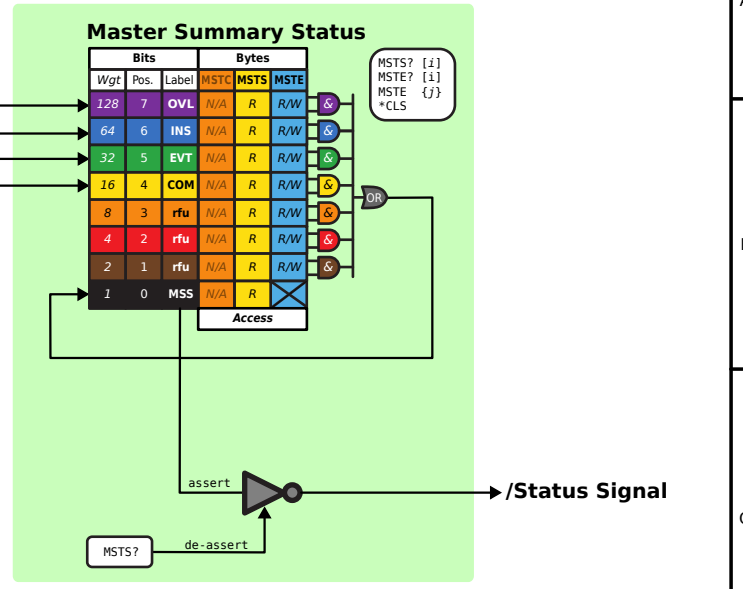 Master Summary Status
Bits Bytes
Wgt Pos. Label MSTC MSTS MSTE
128 7 OVL N/A R R/W &
64 6 INS N/A R R/W &
32 5 EVT N/A R R/W &
16 4 COM N/A R R/W &
8 3 rfu N/A R R/W &
4 2 rfu N/A R R/W &
2 1 rfu N/A R R/W &
1 0 MSS N/A R
Access
MSTS? [i]
MSTE? [i]
MSTE {j}
*CLS
OR
assert
/Status Signal
MSTS?
de-assert